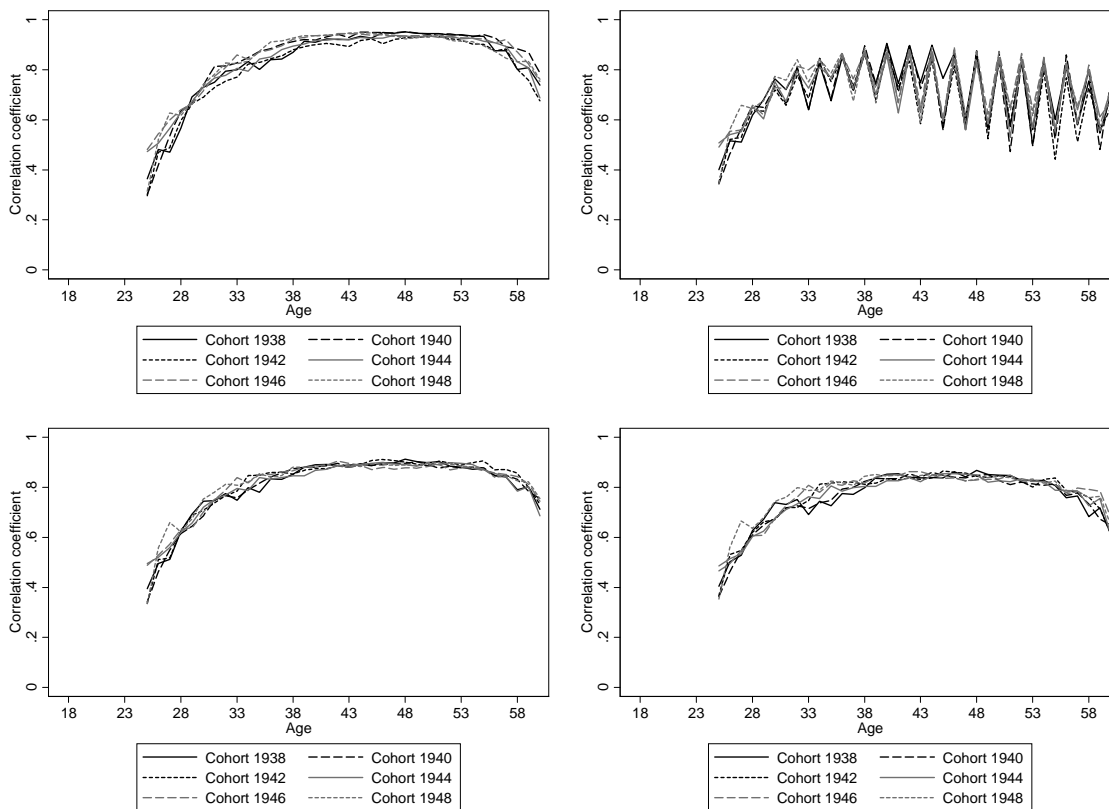 Correlation coefficient
0 .2 .4 .6 .8 1
18 23 28 33 38 43 48 53 58
Age
Cohort 1938 Cohort 1940
Cohort 1942 Cohort 1944
Cohort 1946 Cohort 1948
Correlation coefficient
0 .2 .4 .6 .8 1
18 23 28 33 38 43 48 53 58
Age
Cohort 1938 Cohort 1940
Cohort 1942 Cohort 1944
Cohort 1946 Cohort 1948
Correlation coefficient
0 .2 .4 .6 .8 1
18 23 28 33 38 43 48 53 58
Age
Cohort 1938 Cohort 1940
Cohort 1942 Cohort 1944
Cohort 1946 Cohort 1948
Correlation coefficient
0 .2 .4 .6 .8 1
18 23 28 33 38 43 48 53 58
Age
Cohort 1938 Cohort 1940
Cohort 1942 Cohort 1944
Cohort 1946 Cohort 1948